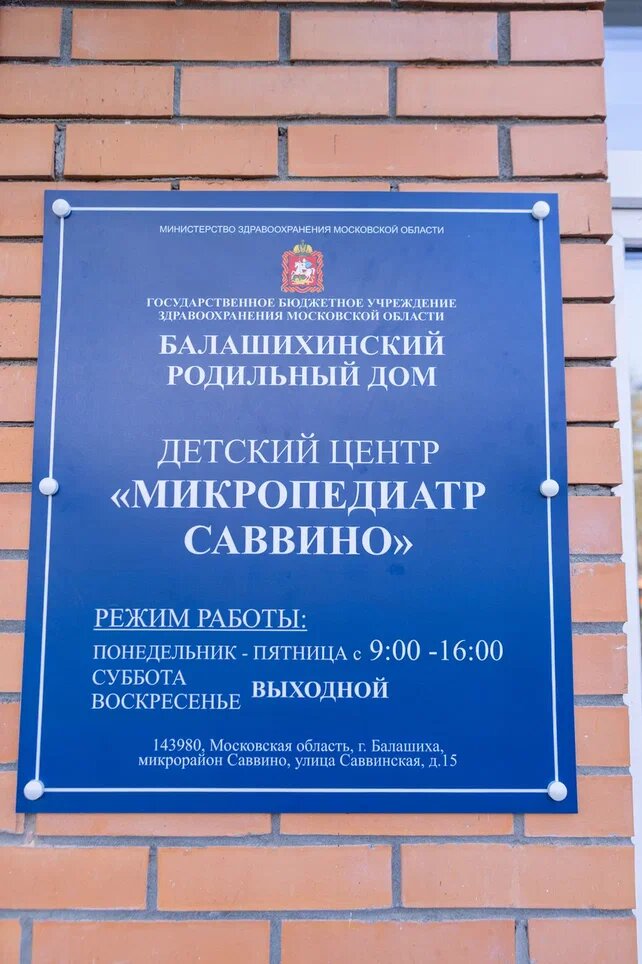 МИНИСТЕРСТВО ЗДРАВООХРАНЕНИЯ МОСКОВСКОЙ ОБЛАСТИ
ГОСУДАРСТВЕННОЕ БЮДЖЕТНОЕ УЧРЕЖДЕНИЕ
ЗДРАВООХРАНЕНИЯ МОСКОВСКОЙ ОБЛАСТИ
БАЛАШИХИНСКИЙ
РОДИЛЬНЫЙ ДОМ
ДЕТСКИЙ ЦЕНТР
«МИКРОПЕДИАТР
САВВИНО»
РЕЖИМ РАБОТЫ:
ПОНЕДЕЛЬНИК - ПЯТНИЦА с 9:00 -16:00
СУББОТА
ВОСКРЕСЕНЬЕ ВЫХОДНОЙ
143980, Московская область, г. Балашиха,
микрорайон Саввино, улица Саввинская, д.15